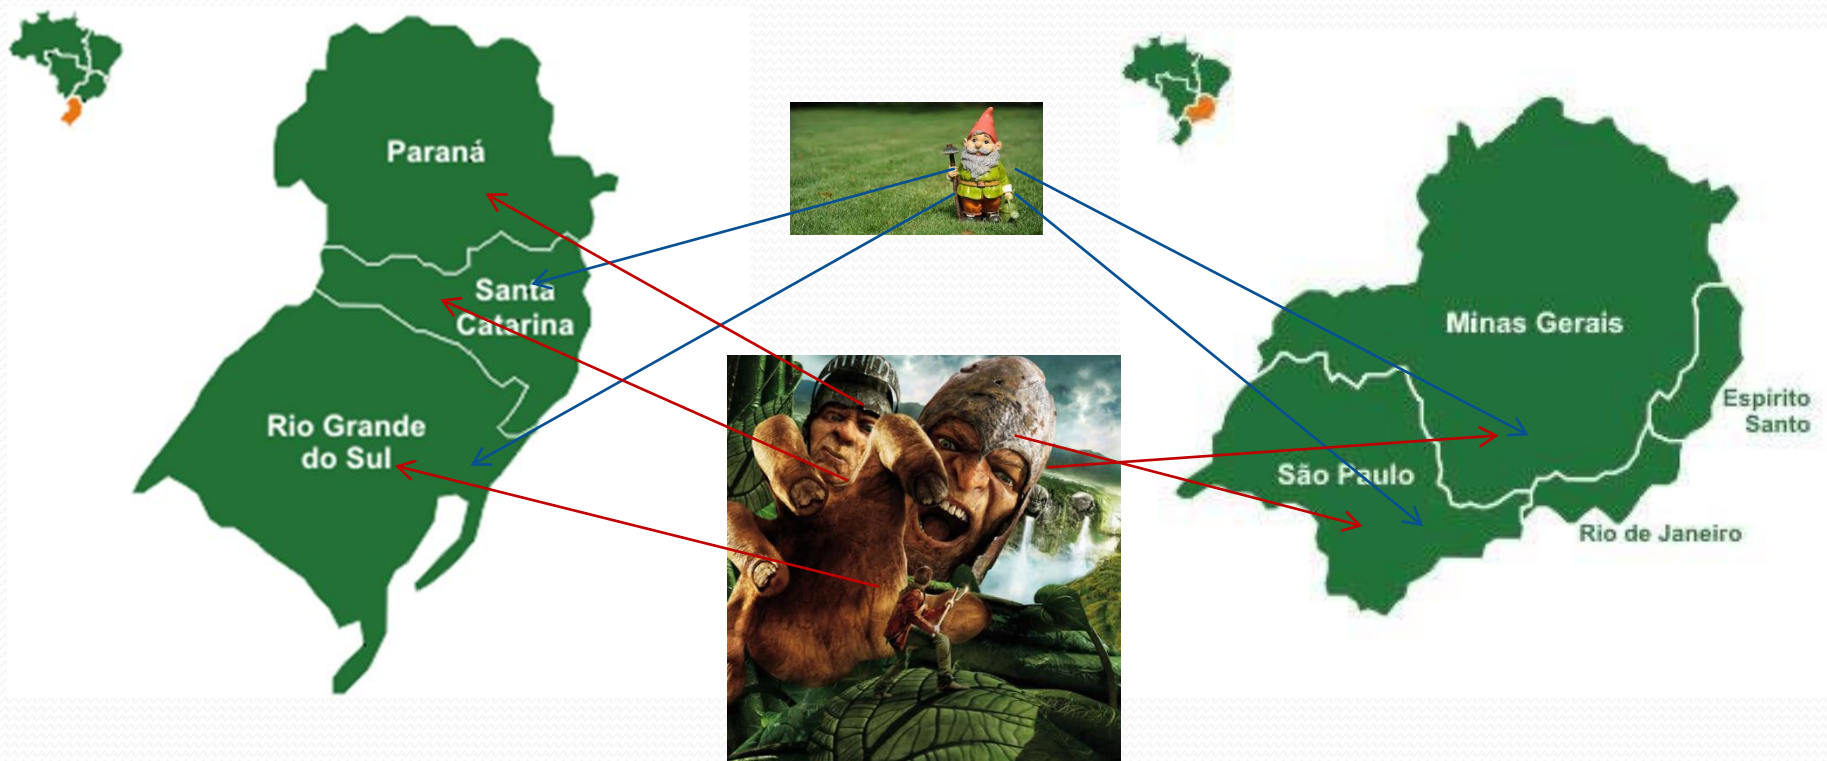 Paraná
Santa
Catarina
Rio Grande
do Sul
Minas Gerais
Espirito
Santo
São Paulo
Rio de Janeiro